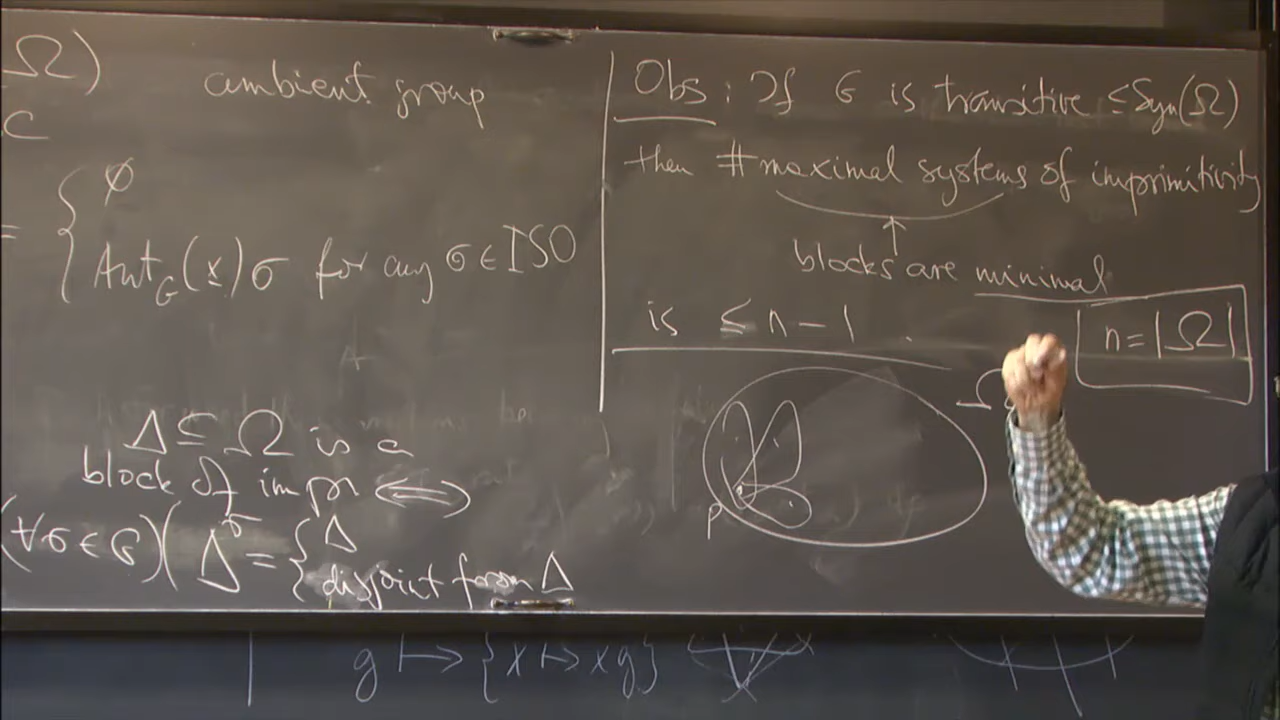 Ω)
C
ambient group
= { ∅
Aut_G(x)σ for any σ ∈ ISO
Δ ⊆ Ω is a
block of impr ⟺
(∀σ ∈ G)(Δ^σ = { Δ
disjoint from Δ
Obs: If G is transitive ≤ Sym(Ω)
then # maximal systems of imprimitivity
↑
blocks are minimal
is ≤ n - 1
n = |Ω|
Ω
p
g ↦ {x ↦ xg}